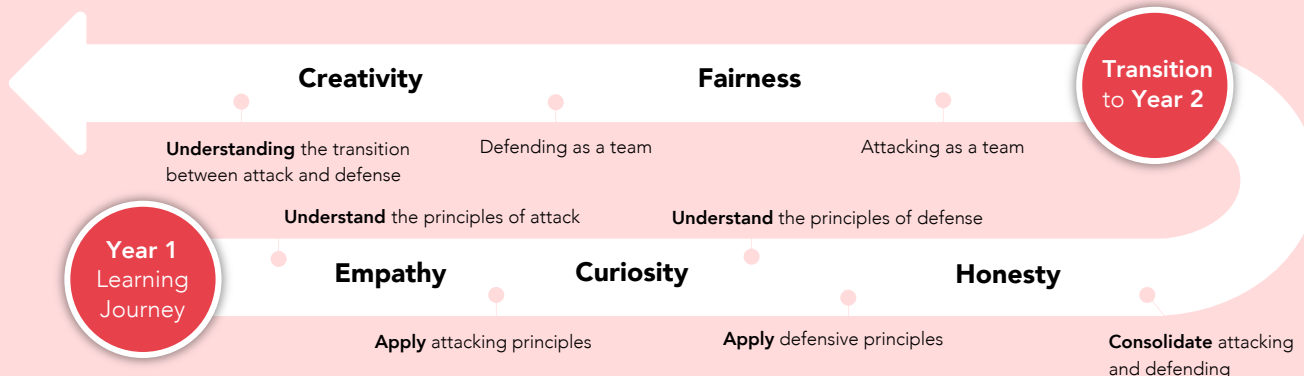 Creativity
Fairness
Transition
to Year 2
Understanding the transition
between attack and defense
Defending as a team
Attacking as a team
Understand the principles of attack
Understand the principles of defense
Year 1
Learning
Journey
Empathy
Curiosity
Honesty
Apply attacking principles
Apply defensive principles
Consolidate attacking
and defending